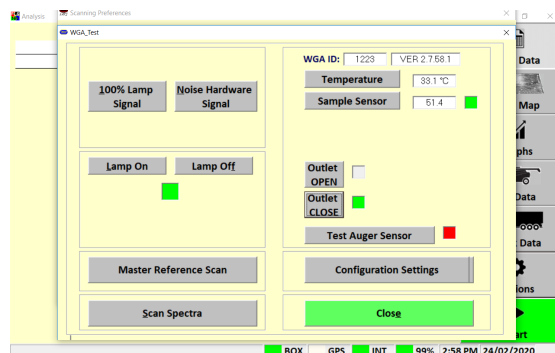 Analysis
Scanning Preferences
WGA_Test
WGA ID: 1223 VER 2.7.58.1
Temperature 33.1 °C
Sample Sensor 51.4
100% Lamp
Signal
Noise Hardware
Signal
Lamp On
Lamp Off
Outlet
OPEN
Outlet
CLOSE
Test Auger Sensor
Master Reference Scan
Configuration Settings
Scan Spectra
Close
Data
Map
phs
Data
Data
ions
art
BOX GPS INT 99% 2:58 PM 24/02/2020